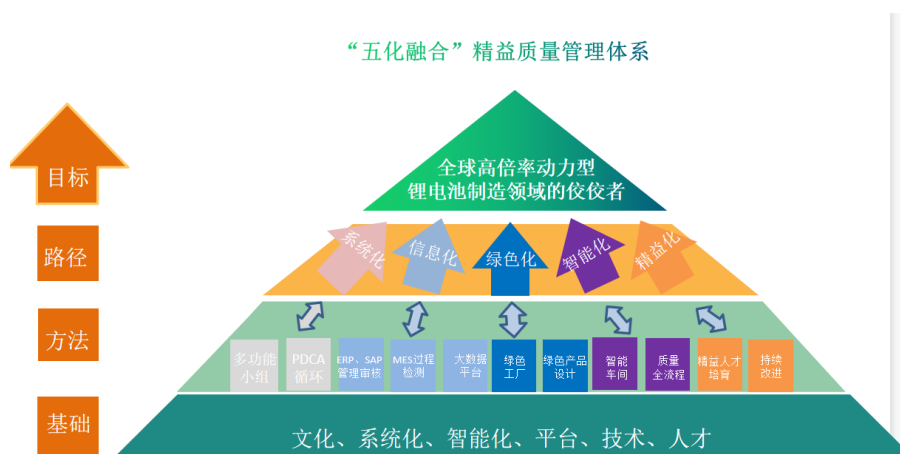 “五化融合”精益质量管理体系
目标
全球高倍率动力型
锂电池制造领域的佼佼者
路径
系统化
信息化
绿色化
智能化
精益化
方法
多功能
小组
PDCA
循环
ERP、SAP
管理审核
MES过程
检测
大数据
平台
绿色
工厂
绿色产品
设计
智能
车间
质量
全流程
精益人才
培育
持续
改进
基础
文化、系统化、智能化、平台、技术、人才